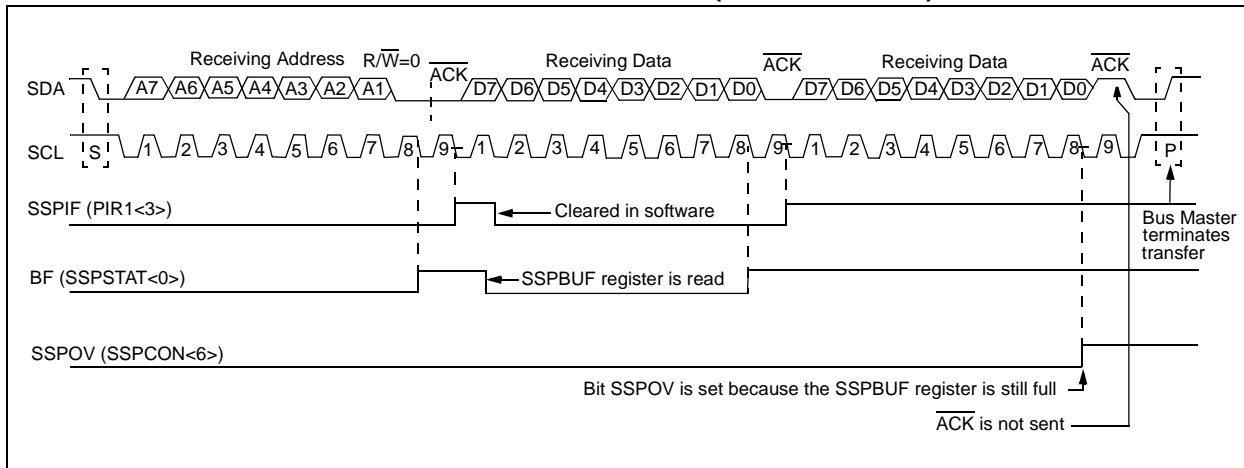 Receiving Address R/W=0 Receiving Data ACK Receiving Data ACK
ACK
SDA A7 A6 A5 A4 A3 A2 A1 D7 D6 D5 D4 D3 D2 D1 D0 D7 D6 D5 D4 D3 D2 D1 D0
SCL S 1 2 3 4 5 6 7 8 9 1 2 3 4 5 6 7 8 9 1 2 3 4 5 6 7 8 9 P
SSPIF (PIR1<3>)
Cleared in software
Bus Master
terminates
transfer
BF (SSPSTAT<0>)
SSPBUF register is read
SSPOV (SSPCON<6>)
Bit SSPOV is set because the SSPBUF register is still full
ACK is not sent